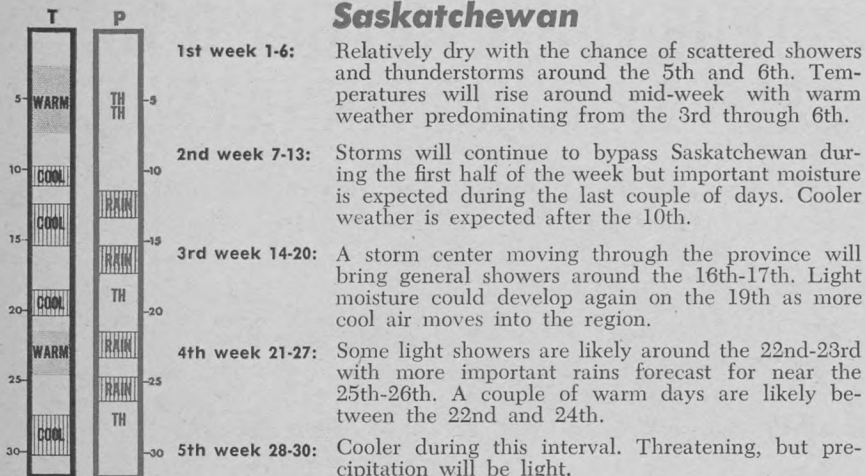 Saskatchewan
T P
5- WARM TH TH -5
10- COOL -10
COOL RAIN
15- -15
RAIN
TH
20- COOL -20
WARM RAIN
25- -25
RAIN
TH
COOL
30- -30
1st week 1-6: Relatively dry with the chance of scattered showers
and thunderstorms around the 5th and 6th. Tem-
peratures will rise around mid-week with warm
weather predominating from the 3rd through 6th.
2nd week 7-13: Storms will continue to bypass Saskatchewan dur-
ing the first half of the week but important moisture
is expected during the last couple of days. Cooler
weather is expected after the 10th.
3rd week 14-20: A storm center moving through the province will
bring general showers around the 16th-17th. Light
moisture could develop again on the 19th as more
cool air moves into the region.
4th week 21-27: Some light showers are likely around the 22nd-23rd
with more important rains forecast for near the
25th-26th. A couple of warm days are likely be-
tween the 22nd and 24th.
5th week 28-30: Cooler during this interval. Threatening, but pre-
cipitation will be light.